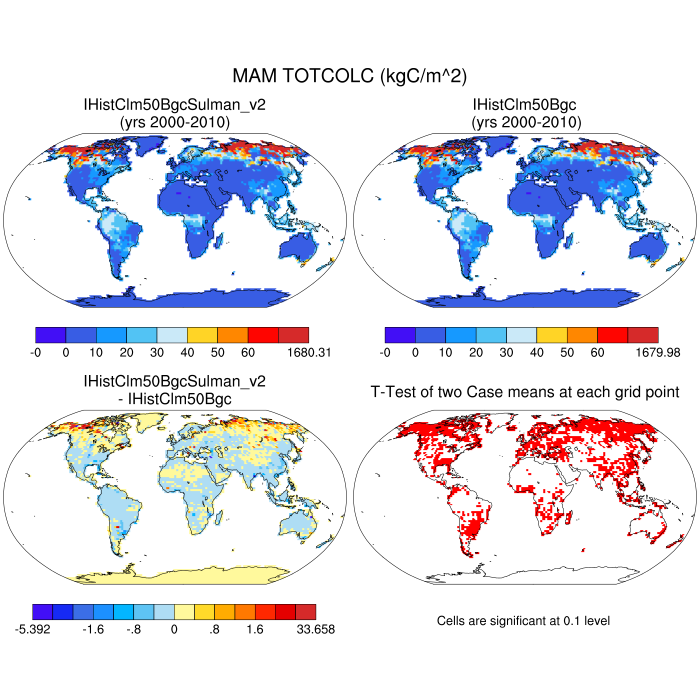 MAM TOTCOLC (kgC/m^2)
IHistClm50BgcSulman_v2
(yrs 2000-2010)
IHistClm50Bgc
(yrs 2000-2010)
-0 0 10 20 30 40 50 60 1680.31
-0 0 10 20 30 40 50 60 1679.98
IHistClm50BgcSulman_v2
- IHistClm50Bgc
T-Test of two Case means at each grid point
-5.392 -1.6 -.8 0 .8 1.6 33.658
Cells are significant at 0.1 level